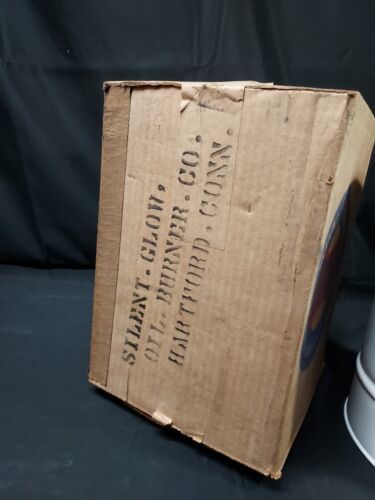 SILENT. GLOW,
OIL. BURNER. CO.
HARTFORD. CONN.